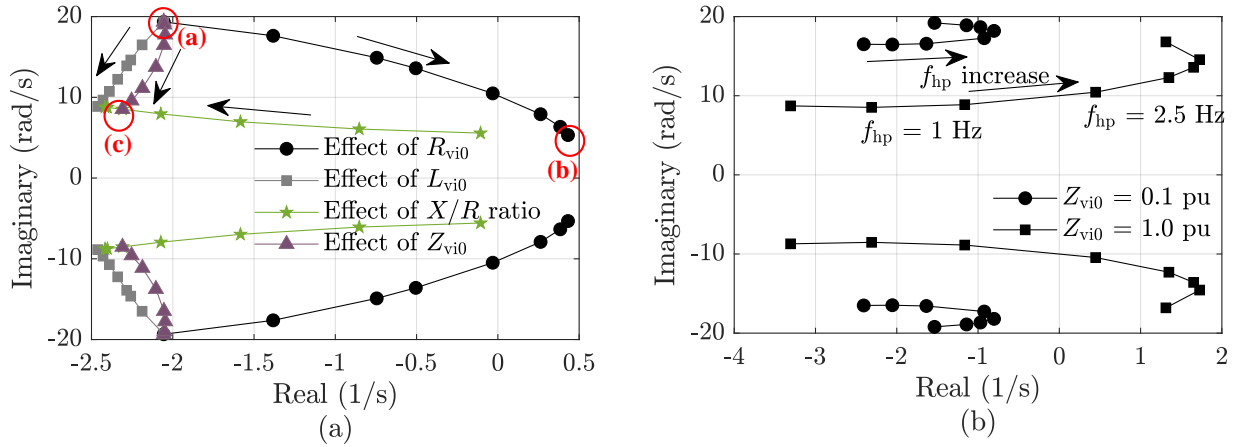 20
10
0
-10
-20
Imaginary (rad/s)
(a)
(c)
(b)
Effect of R_vi0
Effect of L_vi0
Effect of X/R ratio
Effect of Z_vi0
-2.5 -2 -1.5 -1 -0.5 0 0.5
Real (1/s)
(a)
20
10
0
-10
-20
Imaginary (rad/s)
f_hp increase
f_hp = 1 Hz
f_hp = 2.5 Hz
Z_vi0 = 0.1 pu
Z_vi0 = 1.0 pu
-4 -3 -2 -1 0 1 2
Real (1/s)
(b)